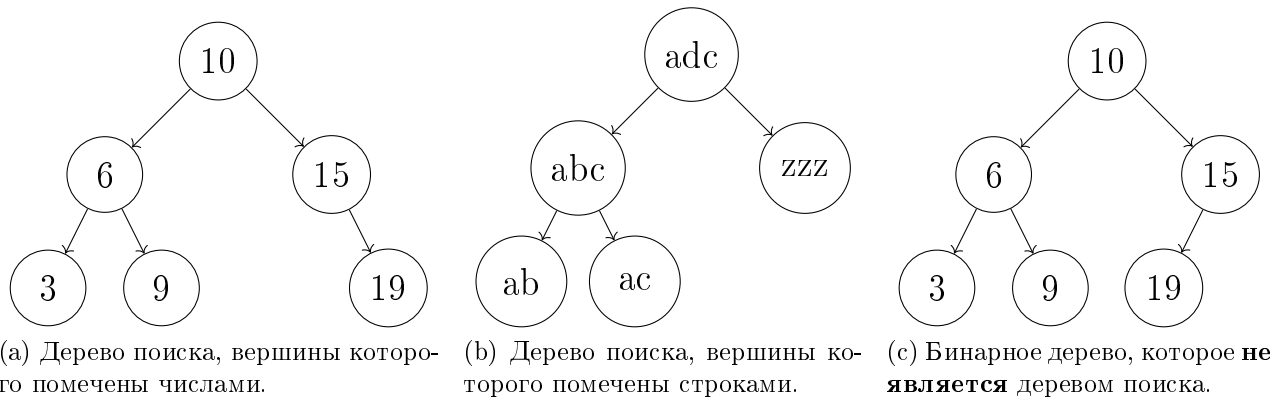 10
6
15
3
9
19
adc
abc
zzz
ab
ac
10
6
15
3
9
19
(a) Дерево поиска, вершины которо-
го помечены числами.
(b) Дерево поиска, вершины ко-
торого помечены строками.
(c) Бинарное дерево, которое не
является деревом поиска.